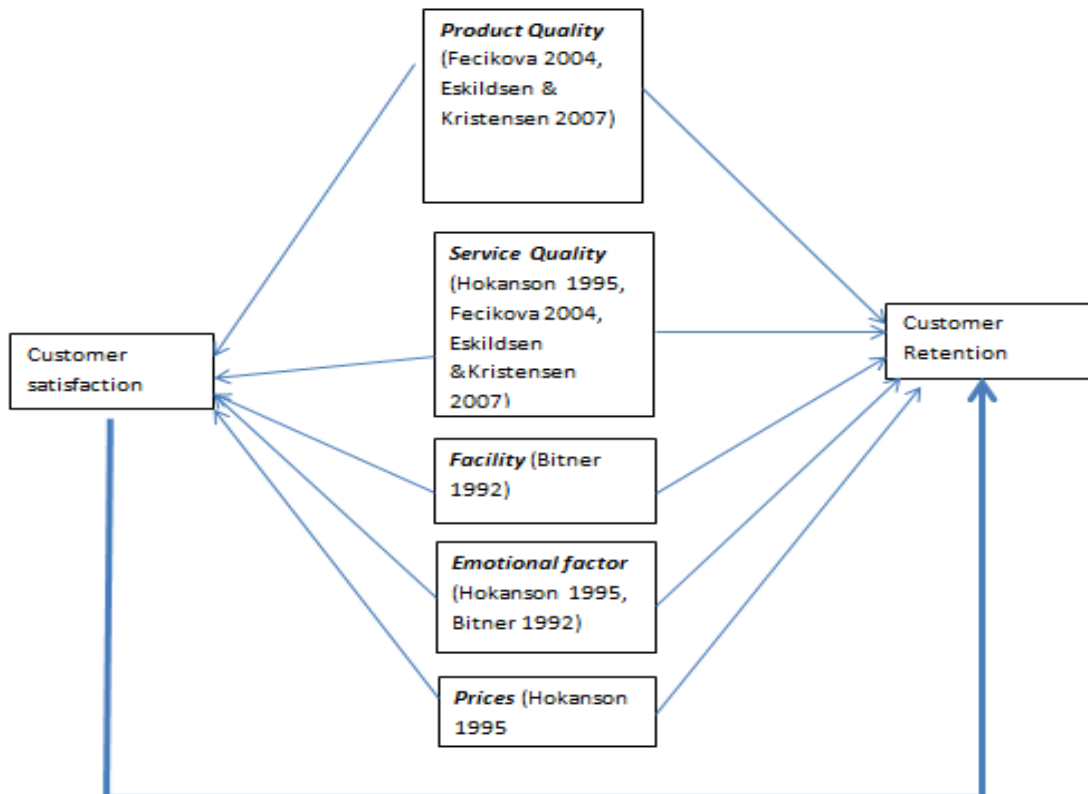 Product Quality
(Fecikova 2004,
Eskildsen &
Kristensen 2007)
Service Quality
(Hokanson 1995,
Fecikova 2004,
Eskildsen
&Kristensen
2007)
Customer
satisfaction
Customer
Retention
Facility (Bitner
1992)
Emotional factor
(Hokanson 1995,
Bitner 1992)
Prices (Hokanson
1995